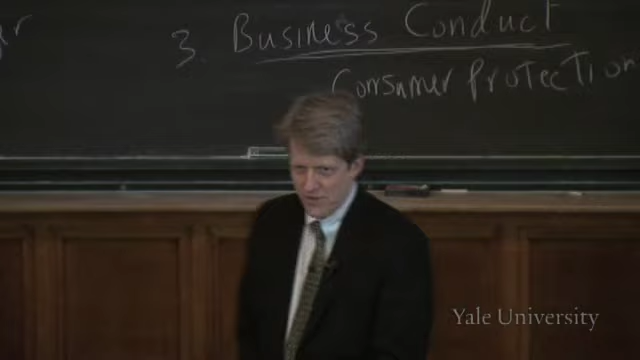 3. Business Conduct
Consumer Protection
Yale University